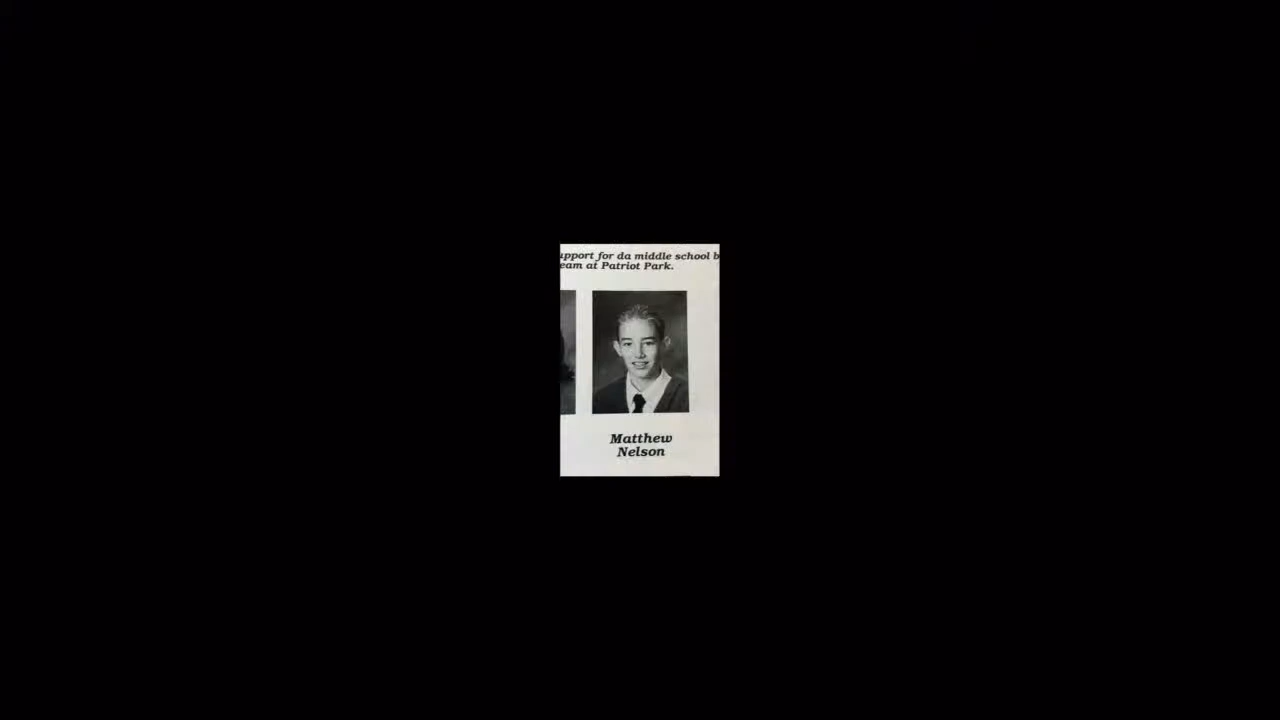 upport for da middle school b
eam at Patriot Park.
Matthew
Nelson